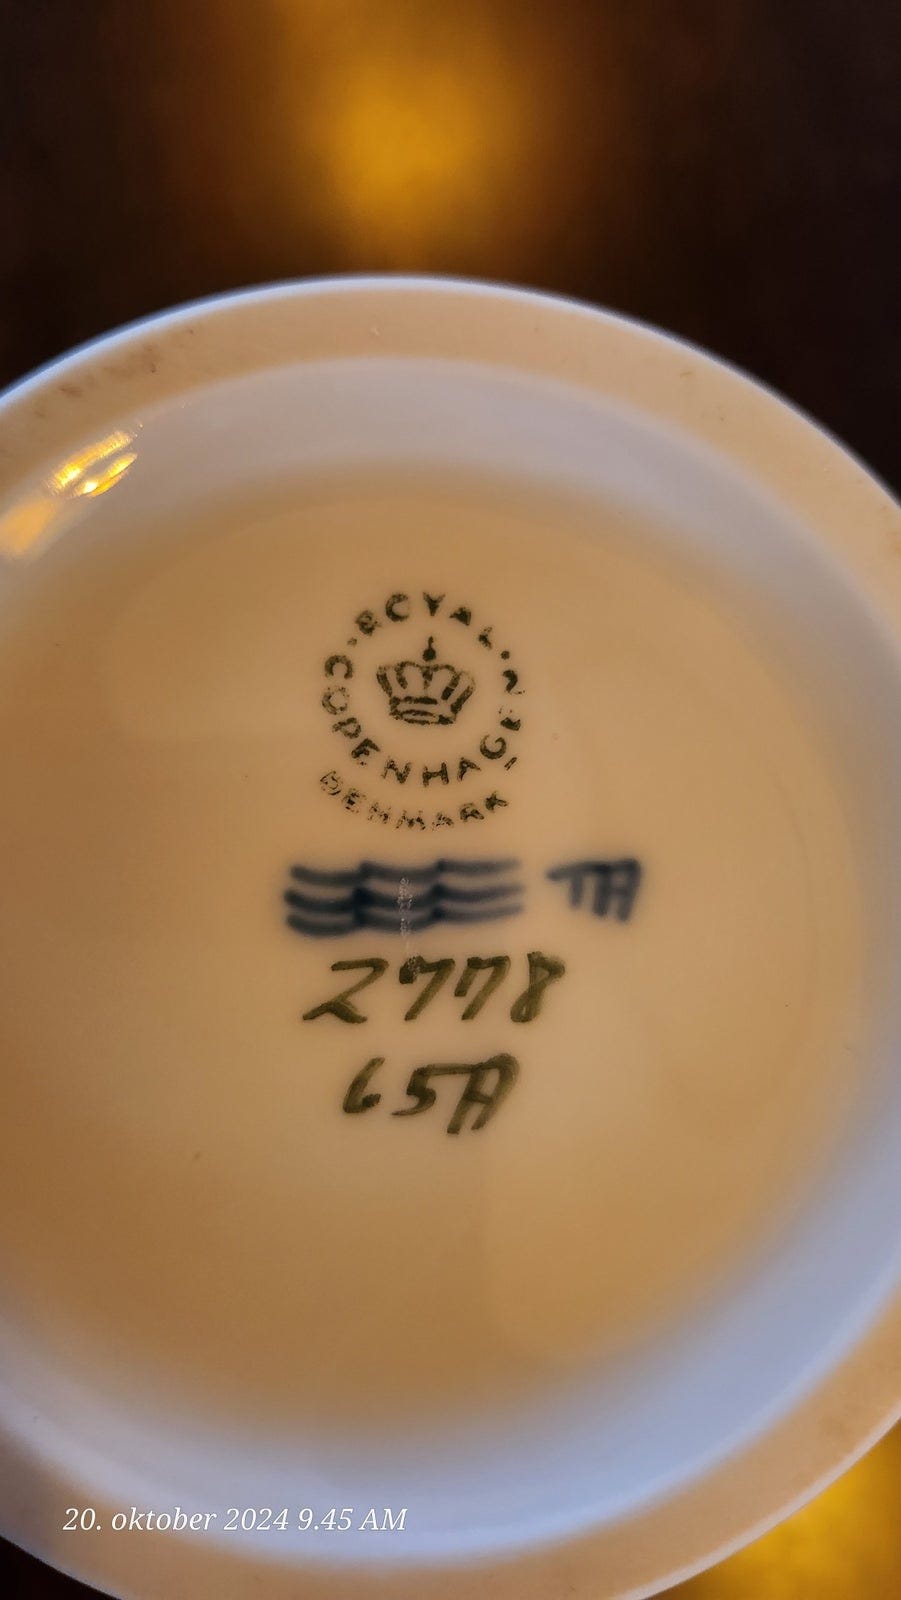 ROYAL
COPENHAGEN
DENMARK
TA
2778
65A
20. oktober 2024 9.45 AM